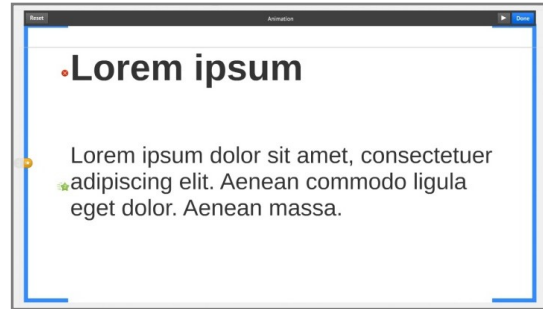 Reset Animation Done
Lorem ipsum
Lorem ipsum dolor sit amet, consectetuer
adipiscing elit. Aenean commodo ligula
eget dolor. Aenean massa.